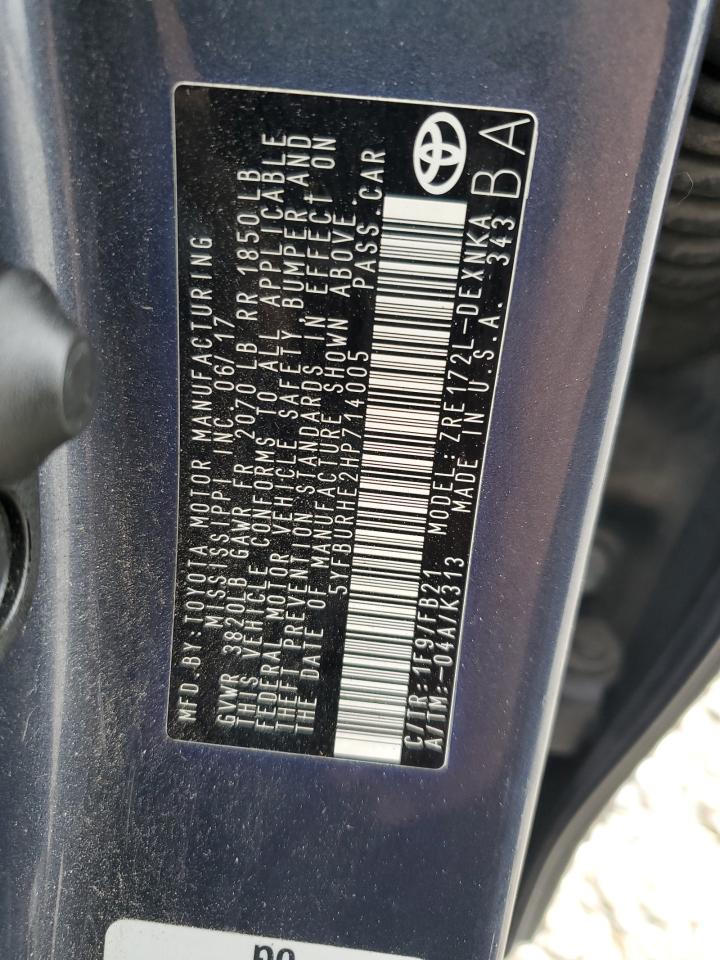 MFD.BY:TOYOTA MOTOR MANUFACTURING
MISSISSIPPI INC. 06/17
GVWR 3820LB GAWR FR 2070 LB RR 1850 LB
THIS VEHICLE CONFORMS TO ALL APPLICABLE
FEDERAL MOTOR VEHICLE SAFETY, BUMPER AND
THEFT PREVENTION STANDARDS IN EFFECT ON
THE DATE OF MANUFACTURE SHOWN ABOVE.
5YFBURHE2HP714005 PASS.CAR
C/TR:1F9/FB21 MODEL:ZRE172L-DEXNKA
A/TM:-04A/K313 MADE IN U.S.A. 343
BA